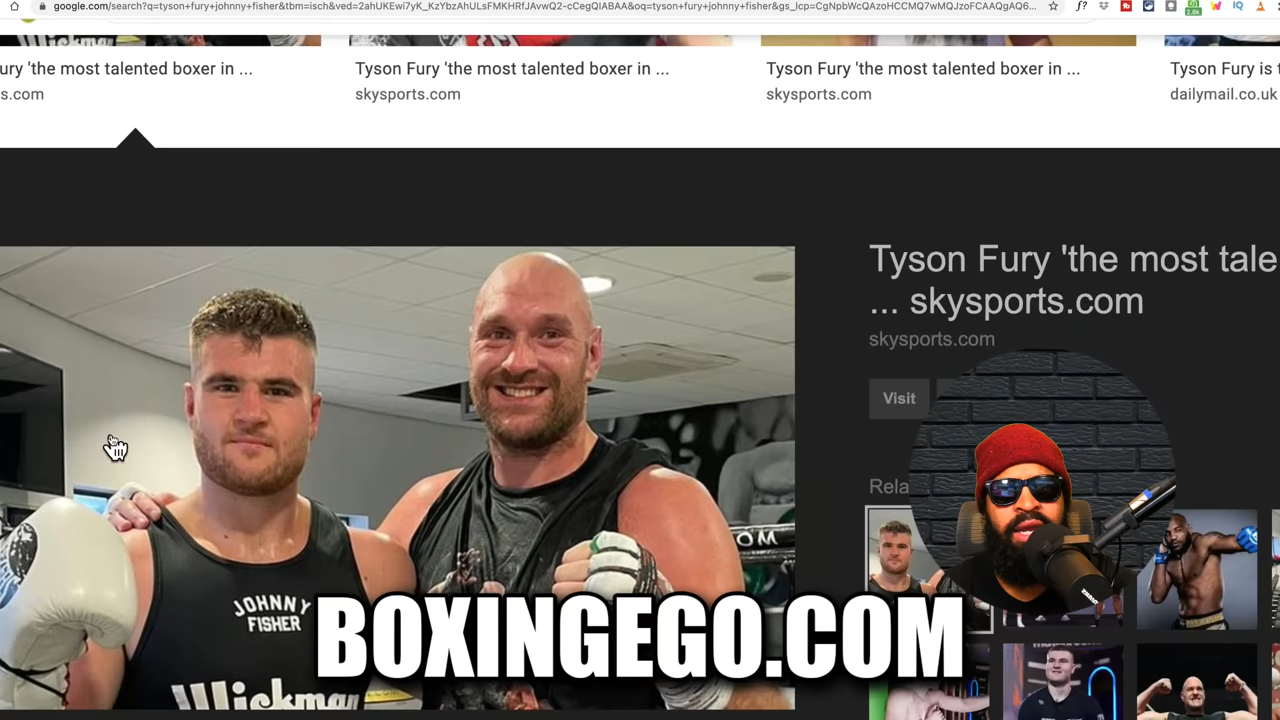 google.com/search?q=tyson+fury+johnny+fisher&tbm=isch&ved=2ahUKEwi7yK_KzYbzAhULsFMKHRfJAvwQ2-cCegQIABAA&oq=tyson+fury+johnny+fisher&gs_lcp=CgNpbWcQAzoHCCMQ7wMQJzoFCAAQgAQ6...
ury 'the most talented boxer in ...
s.com
Tyson Fury 'the most talented boxer in ...
skysports.com
Tyson Fury 'the most talented boxer in ...
skysports.com
Tyson Fury is t
dailymail.co.uk
Tyson Fury 'the most tale
... skysports.com
skysports.com
Visit
Rela
JOHNNY
FISHER
Wickman
OM
BOXINGEGO.COM